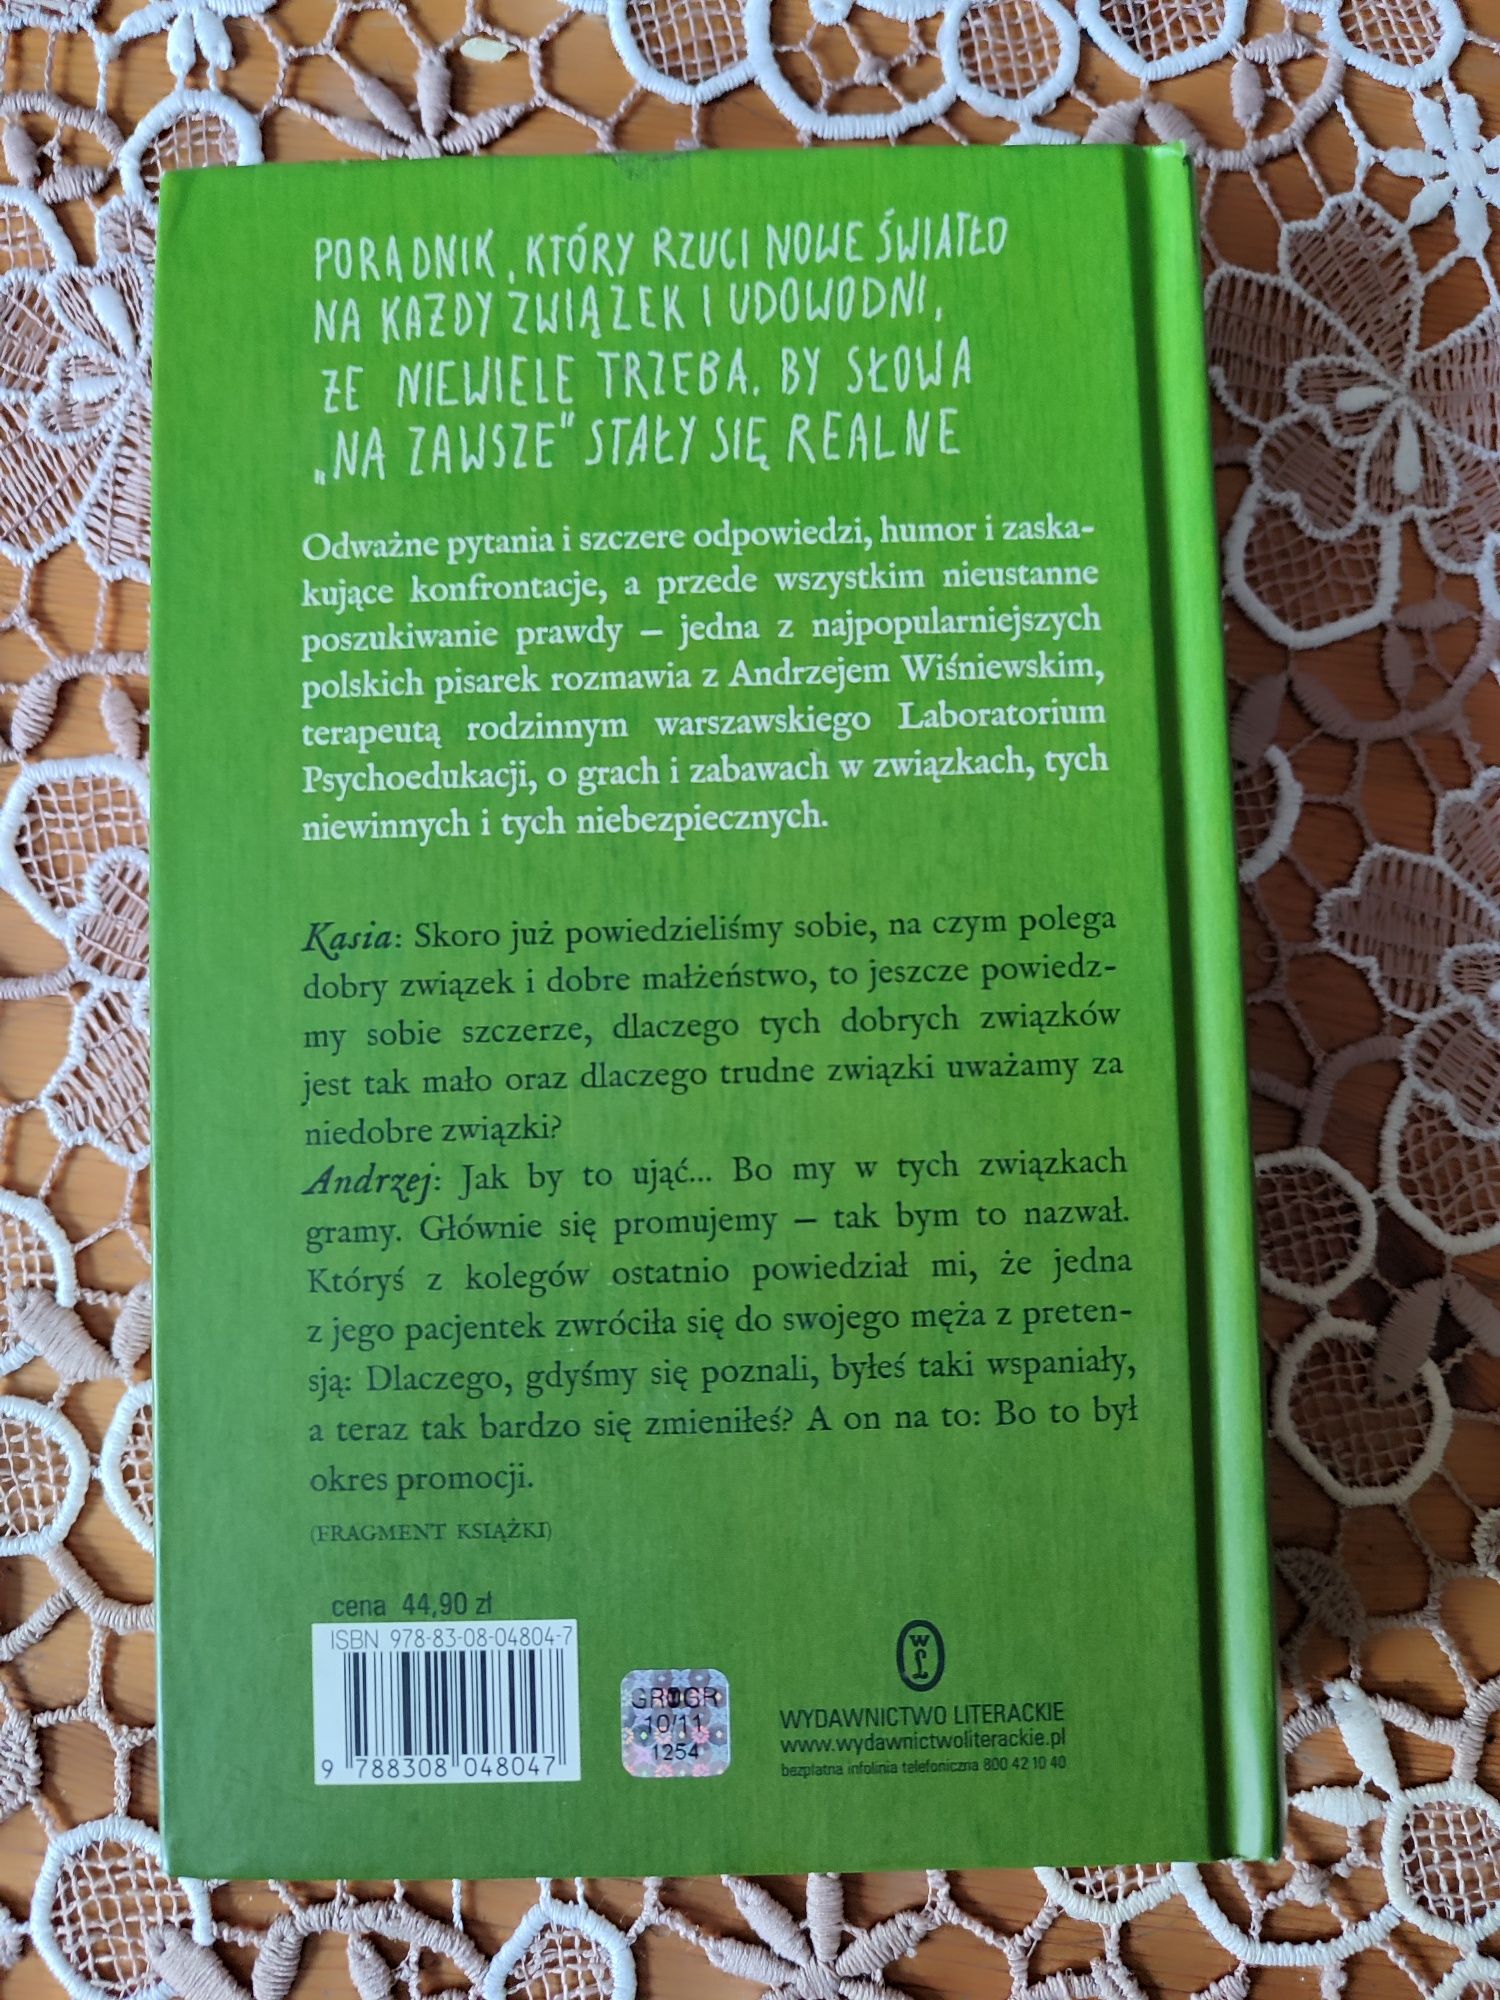 PORADNIK, KTÓRY RZUCI NOWE ŚWIATŁO
NA KAŻDY ZWIĄZEK I UDOWODNI,
ŻE NIEWIELE TRZEBA, BY SŁOWA
„NA ZAWSZE” STAŁY SIĘ REALNE
Odważne pytania i szczere odpowiedzi, humor i zaska-
kujące konfrontacje, a przede wszystkim nieustanne
poszukiwanie prawdy – jedna z najpopularniejszych
polskich pisarek rozmawia z Andrzejem Wiśniewskim,
terapeutą rodzinnym warszawskiego Laboratorium
Psychoedukacji, o grach i zabawach w związkach, tych
niewinnych i tych niebezpiecznych.
Kasia: Skoro już powiedzieliśmy sobie, na czym polega
dobry związek i dobre małżeństwo, to jeszcze powiedz-
my sobie szczerze, dlaczego tych dobrych związków
jest tak mało oraz dlaczego trudne związki uważamy za
niedobre związki?
Andrzej: Jak by to ująć... Bo my w tych związkach
gramy. Głównie się promujemy – tak bym to nazwał.
Któryś z kolegów ostatnio powiedział mi, że jedna
z jego pacjentek zwróciła się do swojego męża z preten-
sją: Dlaczego, gdyśmy się poznali, byłeś taki wspaniały,
a teraz tak bardzo się zmieniłeś? A on na to: Bo to był
okres promocji.
(FRAGMENT KSIĄŻKI)
cena 44,90 zł
ISBN 978-83-08-04804-7
9 788308 048047
10/11
1254
WYDAWNICTWO LITERACKIE
www.wydawnictwoliterackie.pl
bezpłatna infolinia telefoniczna 800 42 10 40